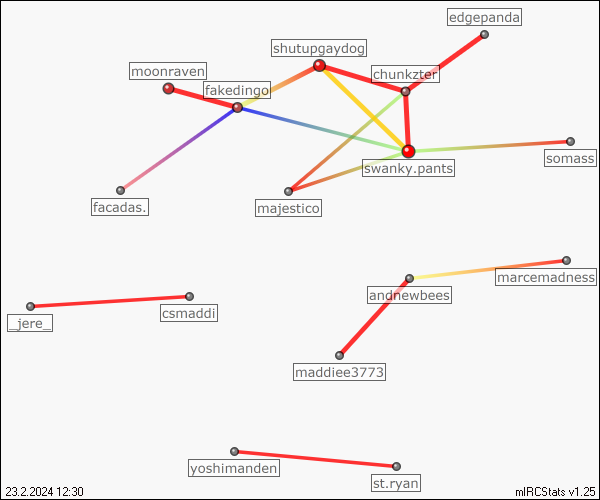 edgepanda
shutupgaydog
moonraven
chunkzter
fakedingo
swanky.pants
somass
facadas.
majestico
marcemadness
andnewbees
csmaddi
_jere_
maddiee3773
yoshimanden
st.ryan
23.2.2024 12:30
mIRCStats v1.25